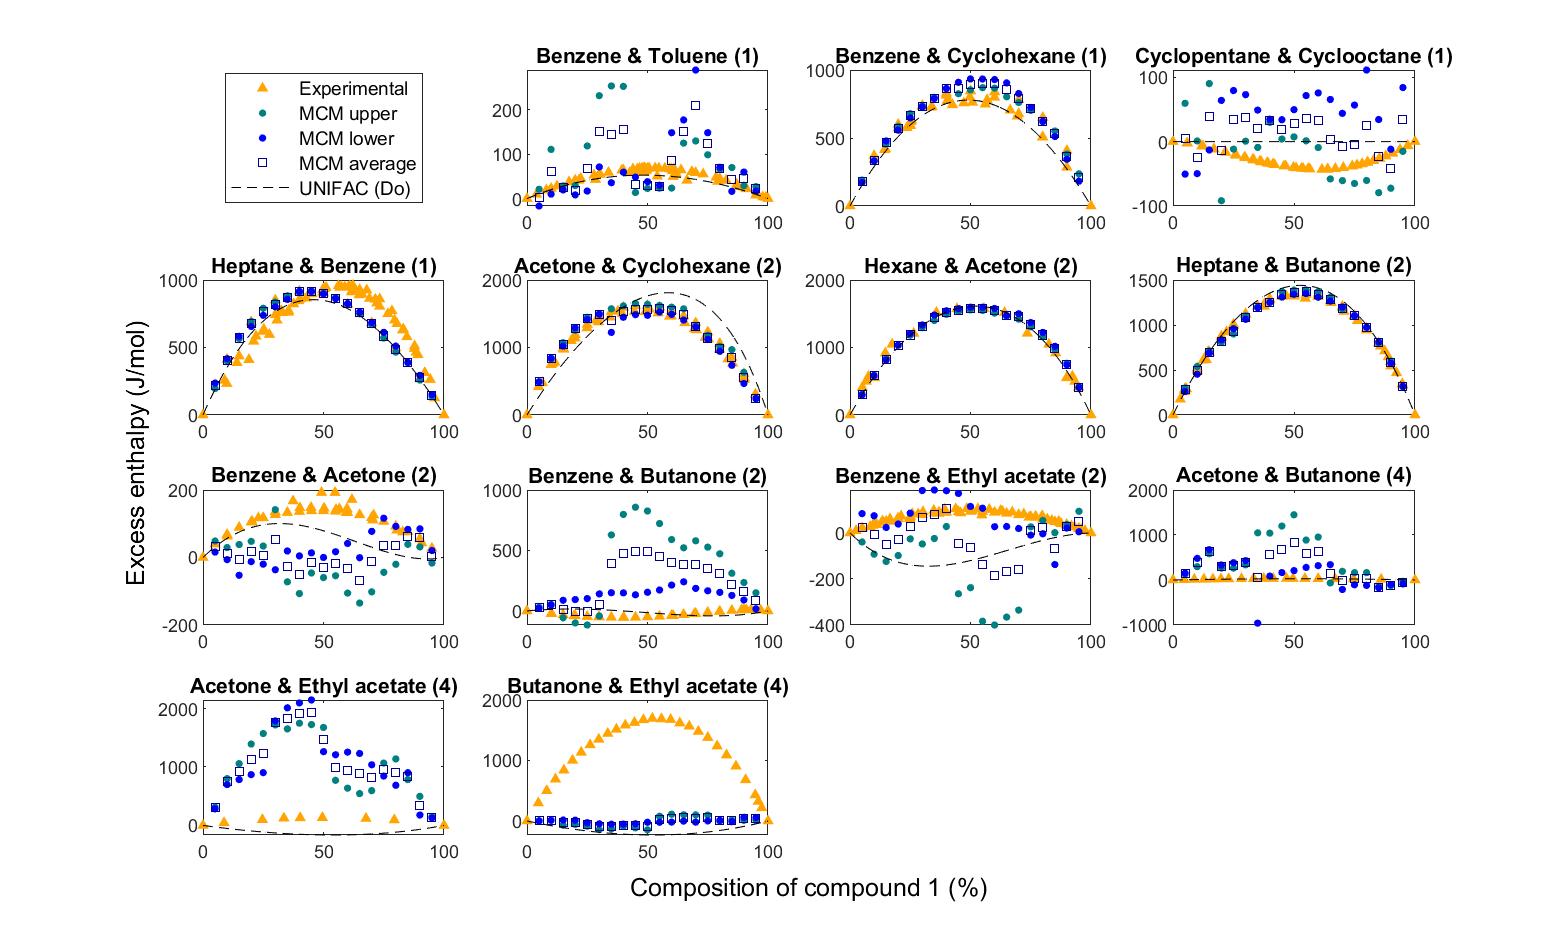 Benzene & Toluene (1)
Benzene & Cyclohexane (1)
Cyclopentane & Cyclooctane (1)
Experimental
MCM upper
MCM lower
MCM average
UNIFAC (Do)
200
100
0
0 50 100
1000
500
0
0 50 100
100
0
-100
0 50 100
Heptane & Benzene (1)
Acetone & Cyclohexane (2)
Hexane & Acetone (2)
Heptane & Butanone (2)
1000
500
0
0 50 100
2000
1000
0
0 50 100
2000
1000
0
0 50 100
1500
1000
500
0
0 50 100
Excess enthalpy (J/mol)
Benzene & Acetone (2)
Benzene & Butanone (2)
Benzene & Ethyl acetate (2)
Acetone & Butanone (4)
200
0
-200
0 50 100
1000
500
0
0 50 100
0
-200
-400
0 50 100
2000
1000
0
-1000
0 50 100
Acetone & Ethyl acetate (4)
Butanone & Ethyl acetate (4)
2000
1000
0
0 50 100
2000
1000
0
0 50 100
Composition of compound 1 (%)